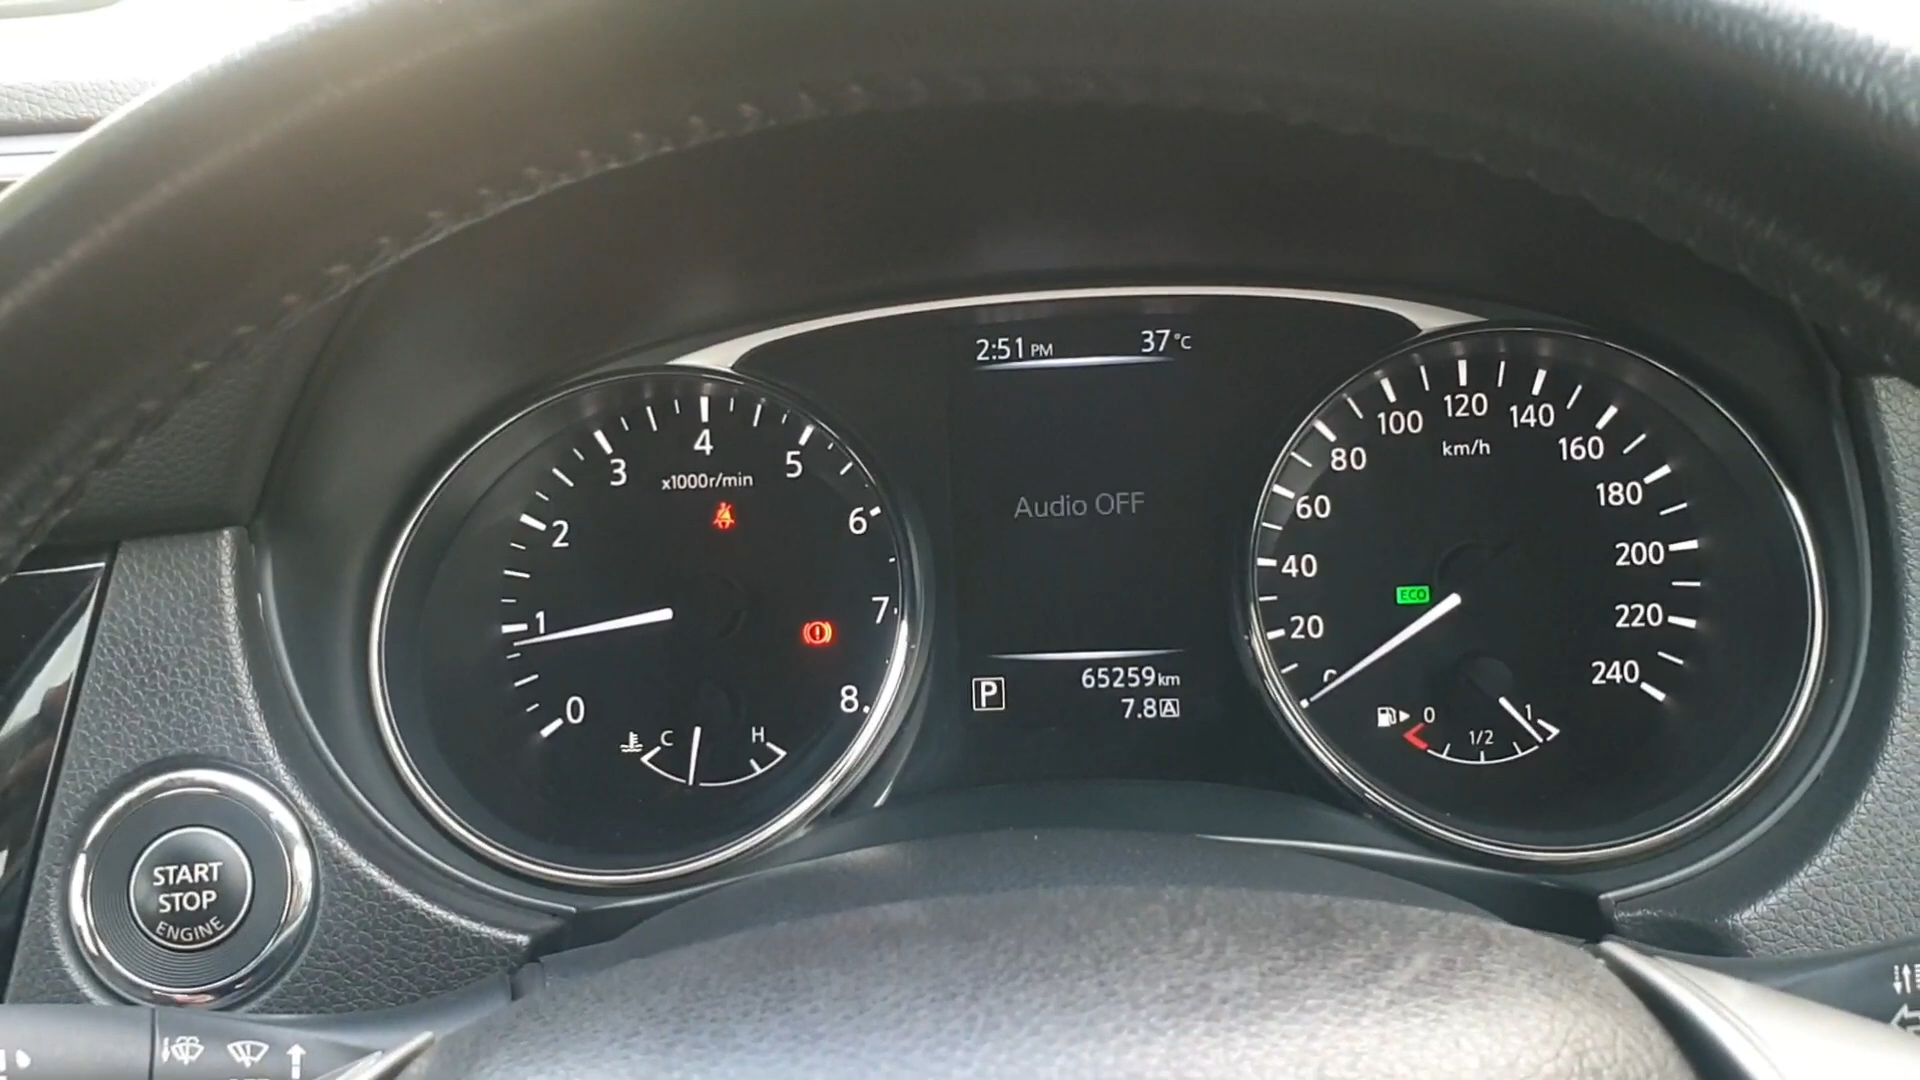 2:51 PM 37°C
Audio OFF
P 65259km
7.8 A
0
1
2
3
4
5
6
7
8
x1000r/min
C H
0
20
40
60
80
100
120
140
160
180
200
220
240
km/h
ECO
0 1/2 1
START
STOP
ENGINE